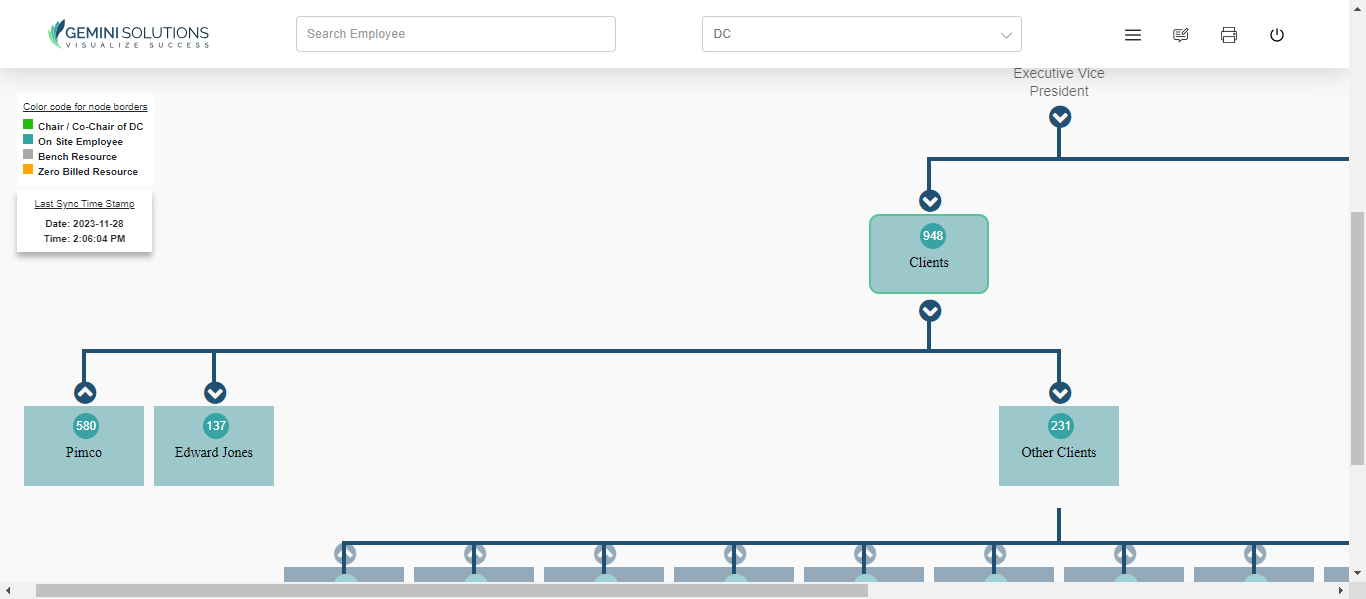 GEMINI SOLUTIONS
VISUALIZE SUCCESS
Search Employee
DC
Executive Vice
President
Color code for node borders
Chair / Co-Chair of DC
On Site Employee
Bench Resource
Zero Billed Resource
Last Sync Time Stamp
Date: 2023-11-28
Time: 2:06:04 PM
948
Clients
580
Pimco
137
Edward Jones
231
Other Clients